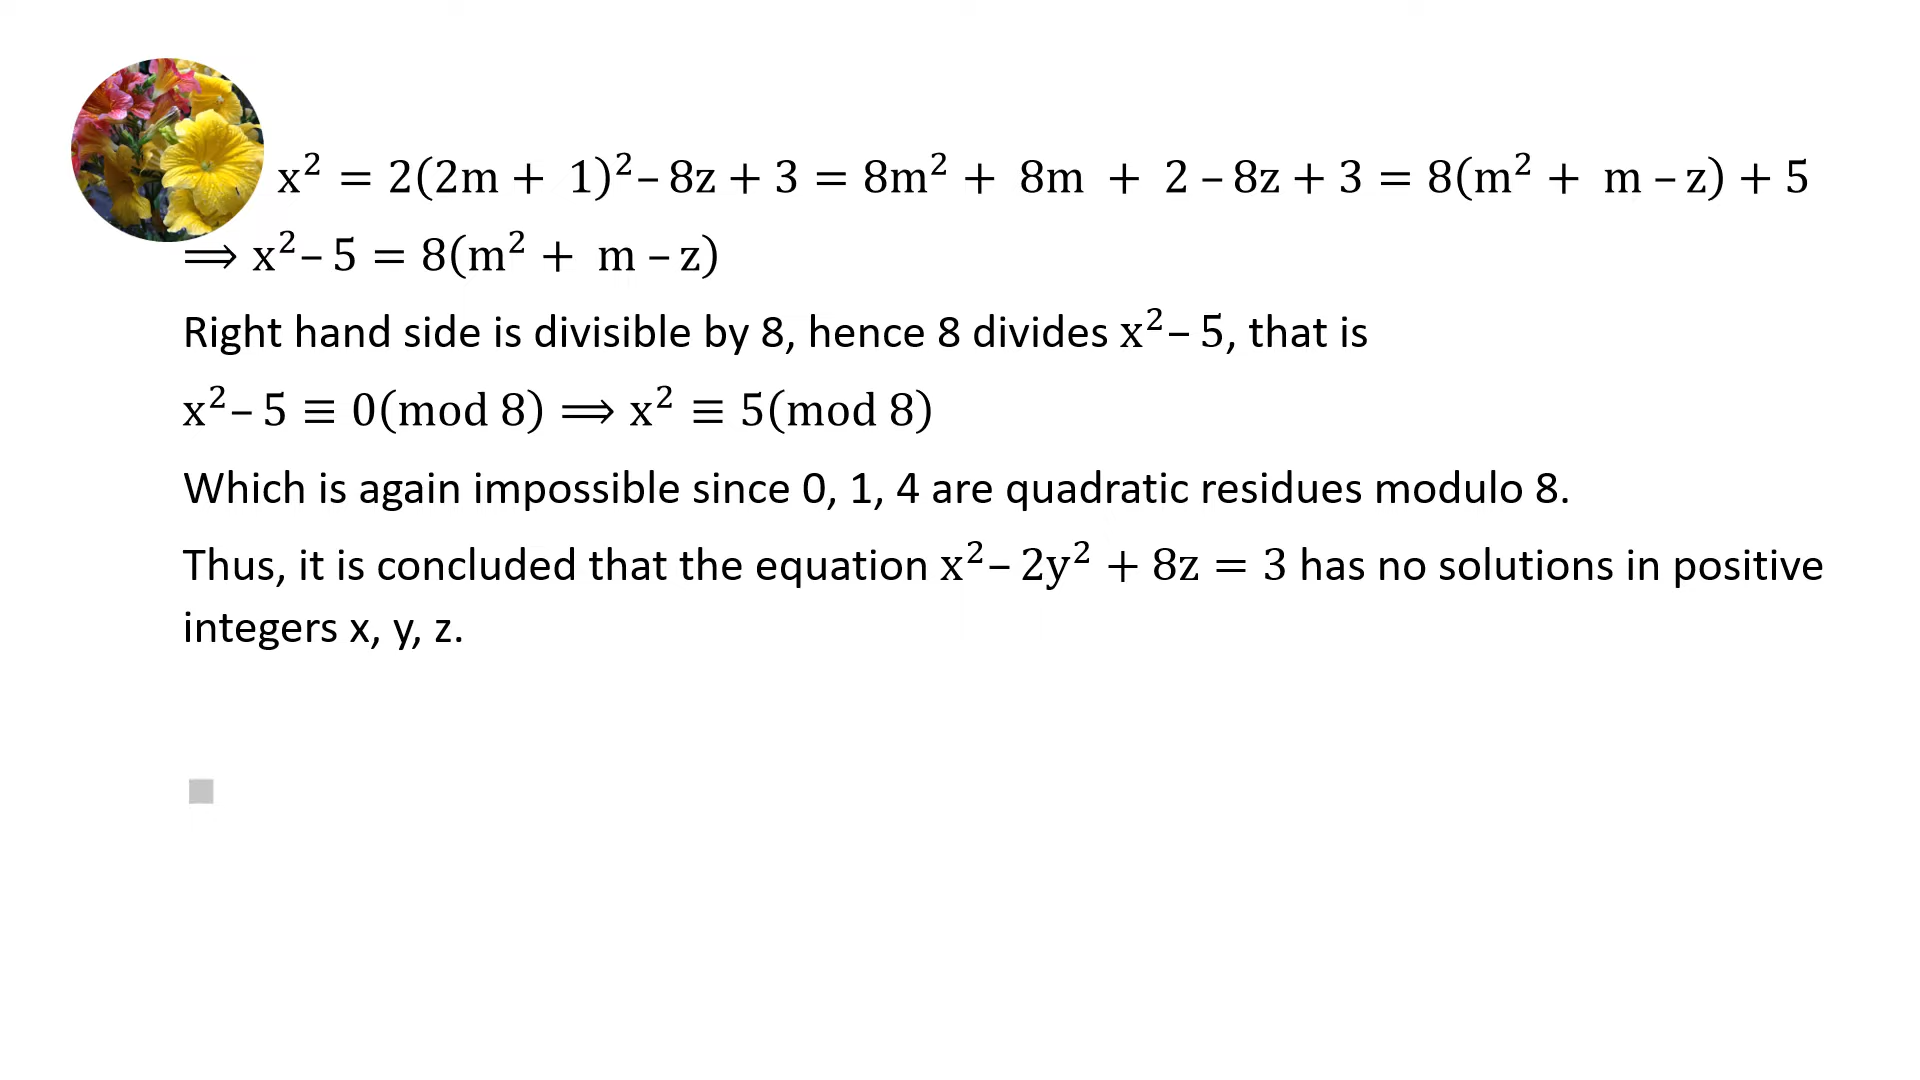 x² = 2(2m + 1)² – 8z + 3 = 8m² + 8m + 2 – 8z + 3 = 8(m² + m – z) + 5
⟹ x² – 5 = 8(m² + m – z)
Right hand side is divisible by 8, hence 8 divides x² – 5, that is
x² – 5 ≡ 0(mod 8) ⟹ x² ≡ 5(mod 8)
Which is again impossible since 0, 1, 4 are quadratic residues modulo 8.
Thus, it is concluded that the equation x² – 2y² + 8z = 3 has no solutions in positive
integers x, y, z.